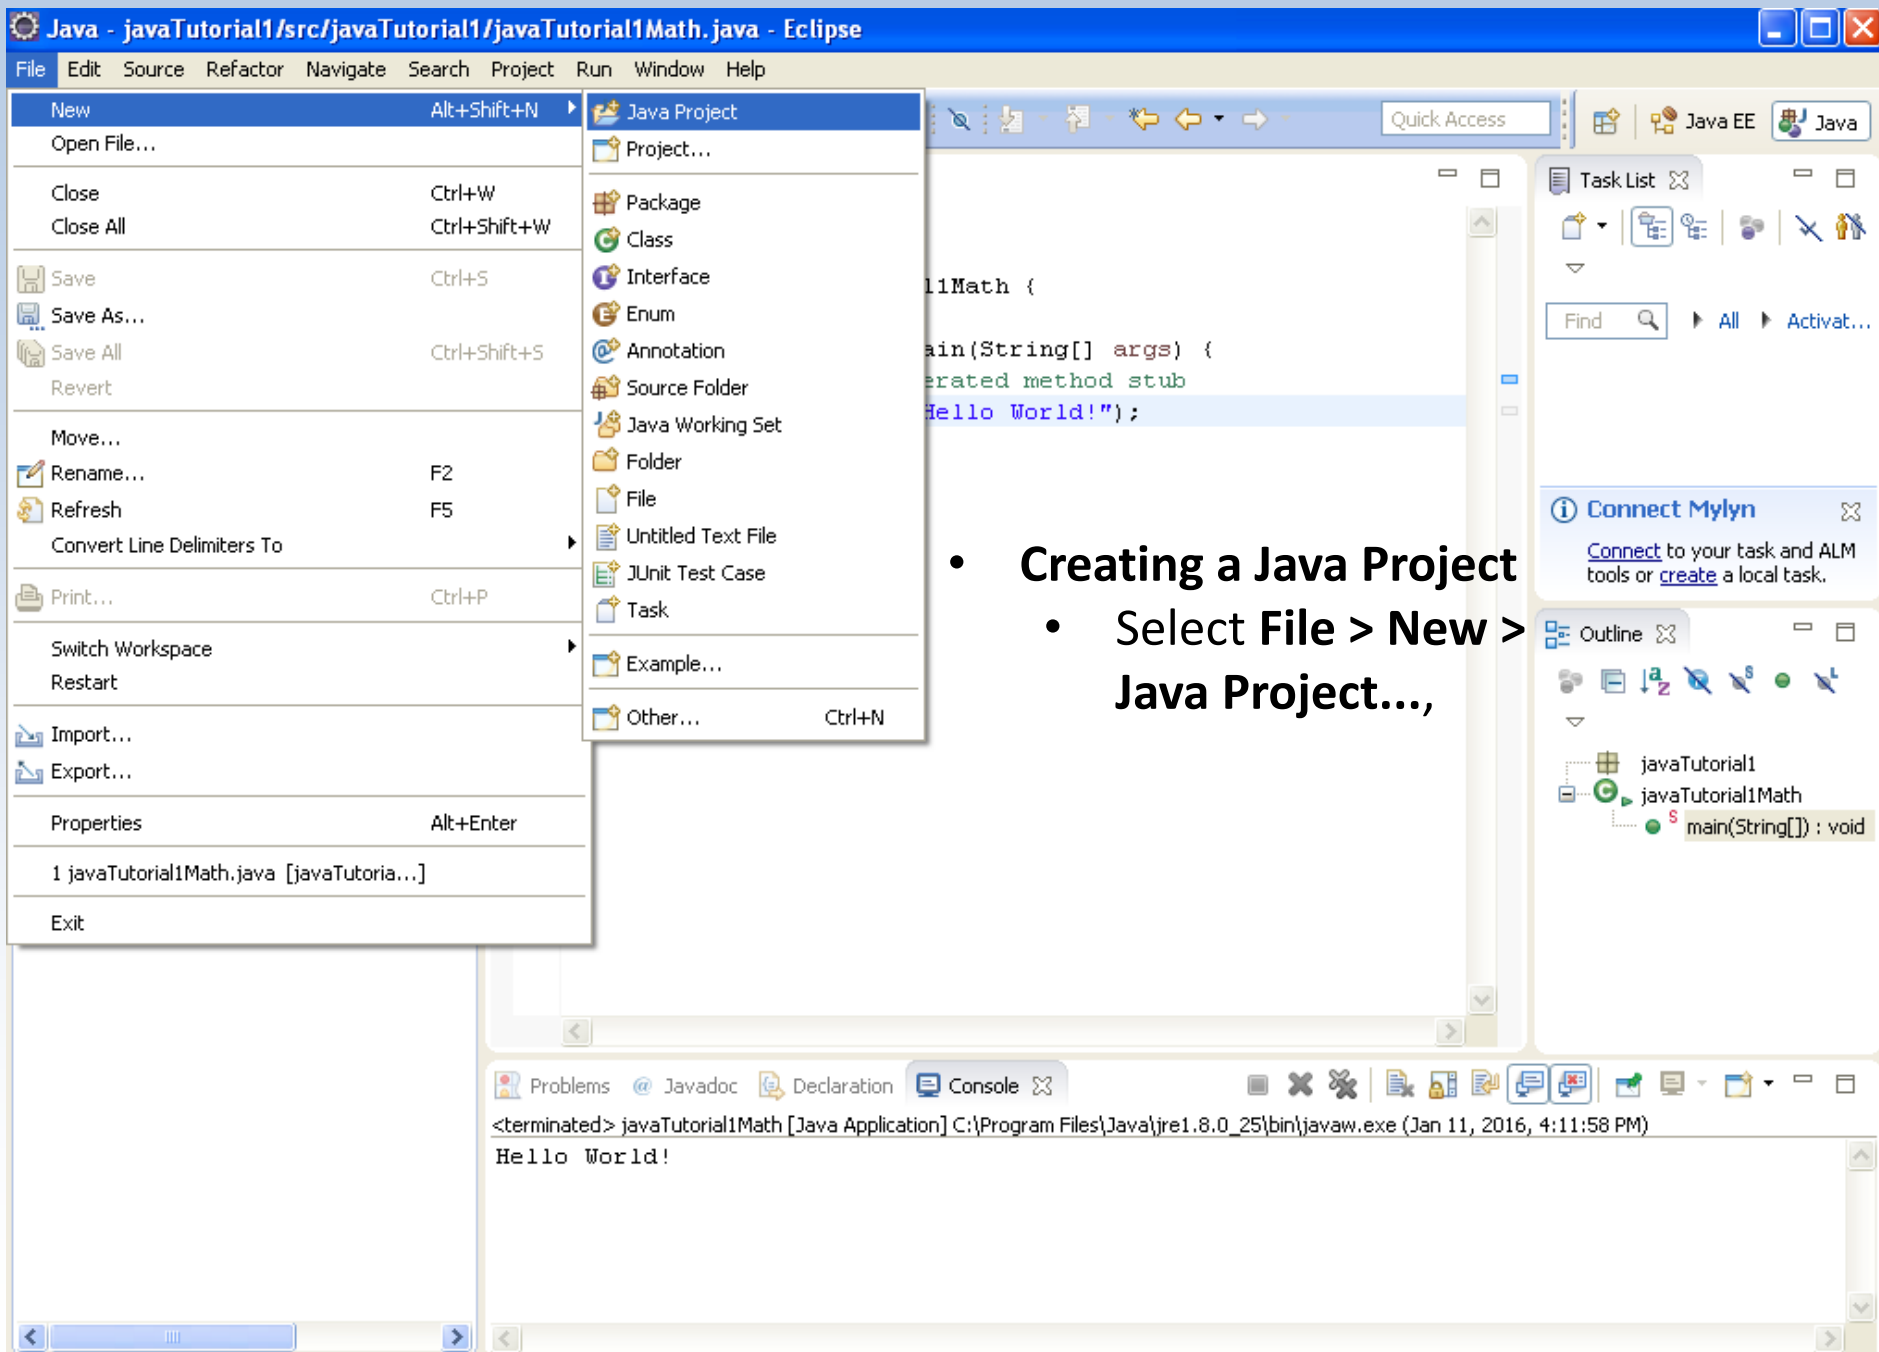 Java - javaTutorial1/src/javaTutorial1/javaTutorial1Math.java - Eclipse
File Edit Source Refactor Navigate Search Project Run Window Help
New Alt+Shift+N
Open File...
Close Ctrl+W
Close All Ctrl+Shift+W
Save Ctrl+S
Save As...
Save All Ctrl+Shift+S
Revert
Move...
Rename... F2
Refresh F5
Convert Line Delimiters To
Print... Ctrl+P
Switch Workspace
Restart
Import...
Export...
Properties Alt+Enter
1 javaTutorial1Math.java [javaTutoria...]
Exit
Java Project
Project...
Package
Class
Interface
Enum
Annotation
Source Folder
Java Working Set
Folder
File
Untitled Text File
JUnit Test Case
Task
Example...
Other... Ctrl+N
Quick Access
Java EE
Java
l1Math {
ain(String[] args) {
erated method stub
Hello World!");
• Creating a Java Project
• Select File > New >
Java Project...,
Task List
Find All Activat...
Connect Mylyn
Connect to your task and ALM
tools or create a local task.
Outline
javaTutorial1
javaTutorial1Math
main(String[]) : void
Problems @ Javadoc Declaration Console
<terminated> javaTutorial1Math [Java Application] C:\Program Files\Java\jre1.8.0_25\bin\javaw.exe (Jan 11, 2016, 4:11:58 PM)
Hello World!